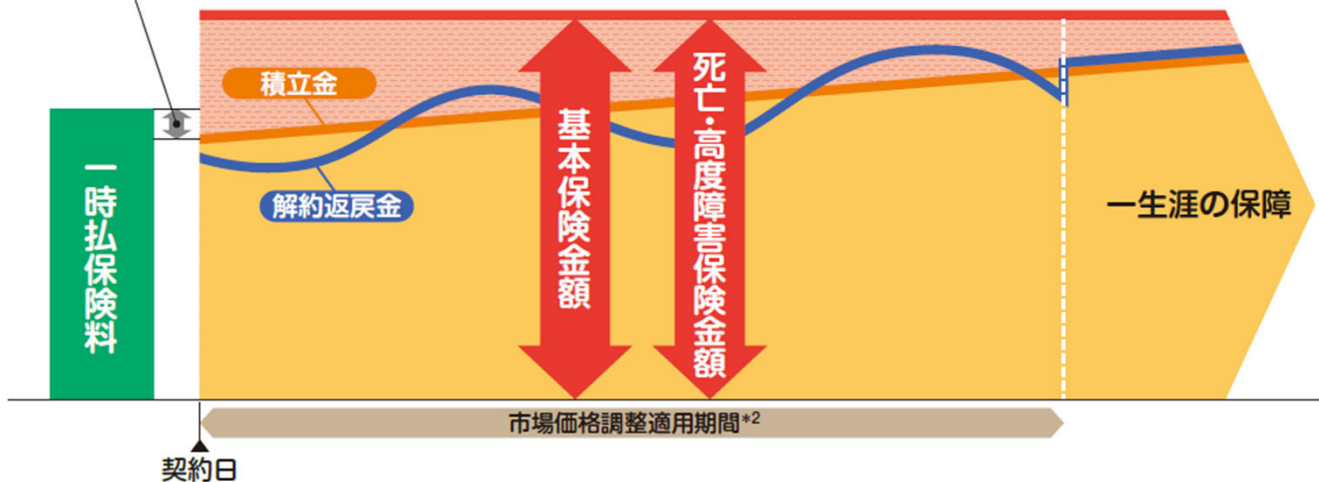 積立金
解約返戻金
一時払保険料
基本保険金額
死亡・高度障害保険金額
一生涯の保障
市場価格調整適用期間*2
契約日